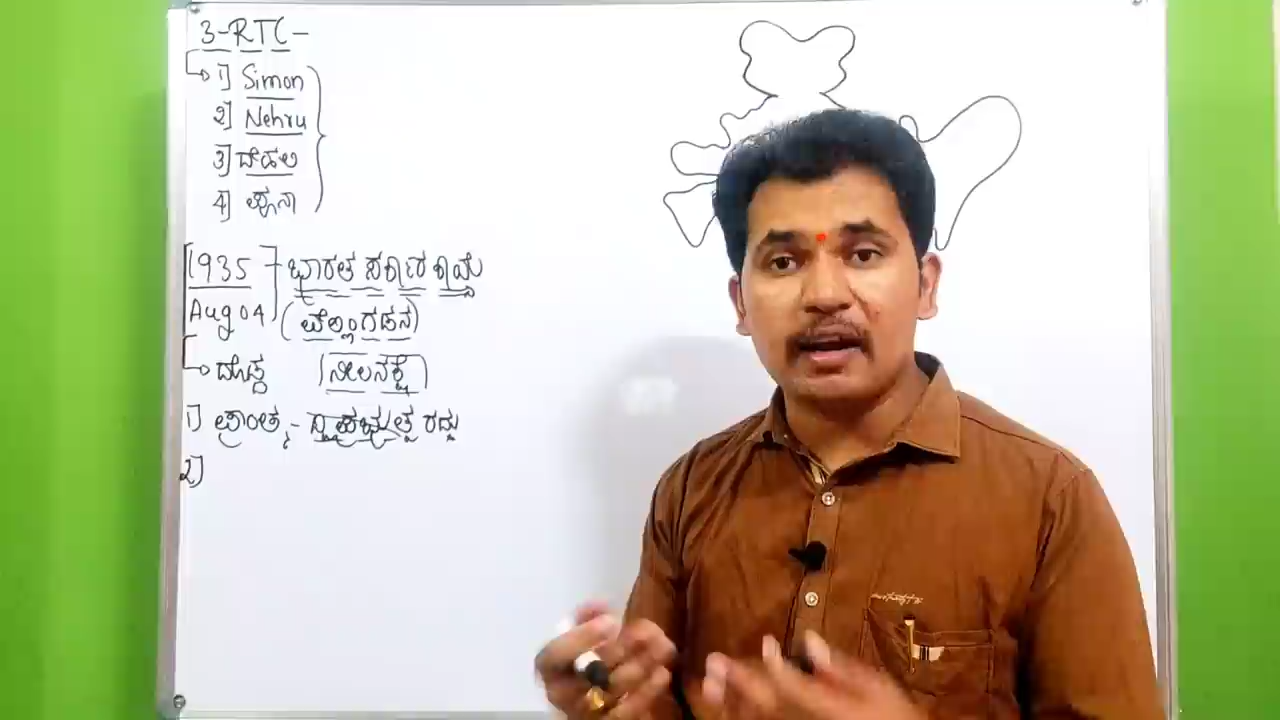 3-RTC-
1] Simon
2] Nehru
3] ದೆಹಲಿ
4] ಪೂನಾ
1935 - ಭಾರತ ಸರ್ಕಾರ ಕಾಯ್ದೆ
Aug 04 (ವೆಲ್ಲಿಂಗಡನ)
ದೋಷ (ನೀಲನಕ್ಷೆ)
1] ಪ್ರಾಂತ್ಯ - ದ್ವಿಪ್ರಭುತ್ವ ರದ್ದು
2]